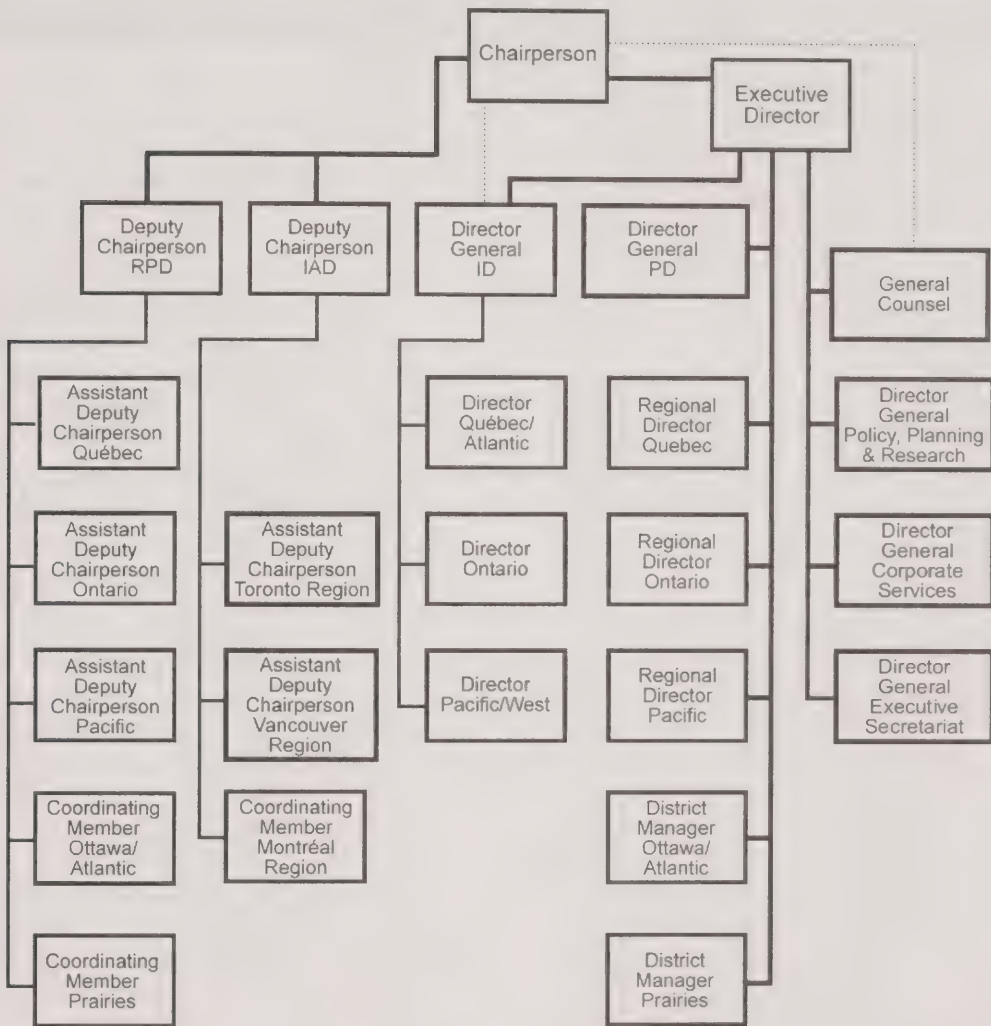 Chairperson
Executive
Director
Deputy
Chairperson
RPD
Deputy
Chairperson
IAD
Director
General
ID
Director
General
PD
General
Counsel
Assistant
Deputy
Chairperson
Québec
Director
Québec/
Atlantic
Regional
Director
Quebec
Director
General
Policy, Planning
& Research
Assistant
Deputy
Chairperson
Ontario
Assistant
Deputy
Chairperson
Toronto Region
Director
Ontario
Regional
Director
Ontario
Director
General
Corporate
Services
Assistant
Deputy
Chairperson
Pacific
Assistant
Deputy
Chairperson
Vancouver
Region
Director
Pacific/West
Regional
Director
Pacific
Director
General
Executive
Secretariat
Coordinating
Member
Ottawa/
Atlantic
Coordinating
Member
Montréal
Region
District
Manager
Ottawa/
Atlantic
Coordinating
Member
Prairies
District
Manager
Prairies